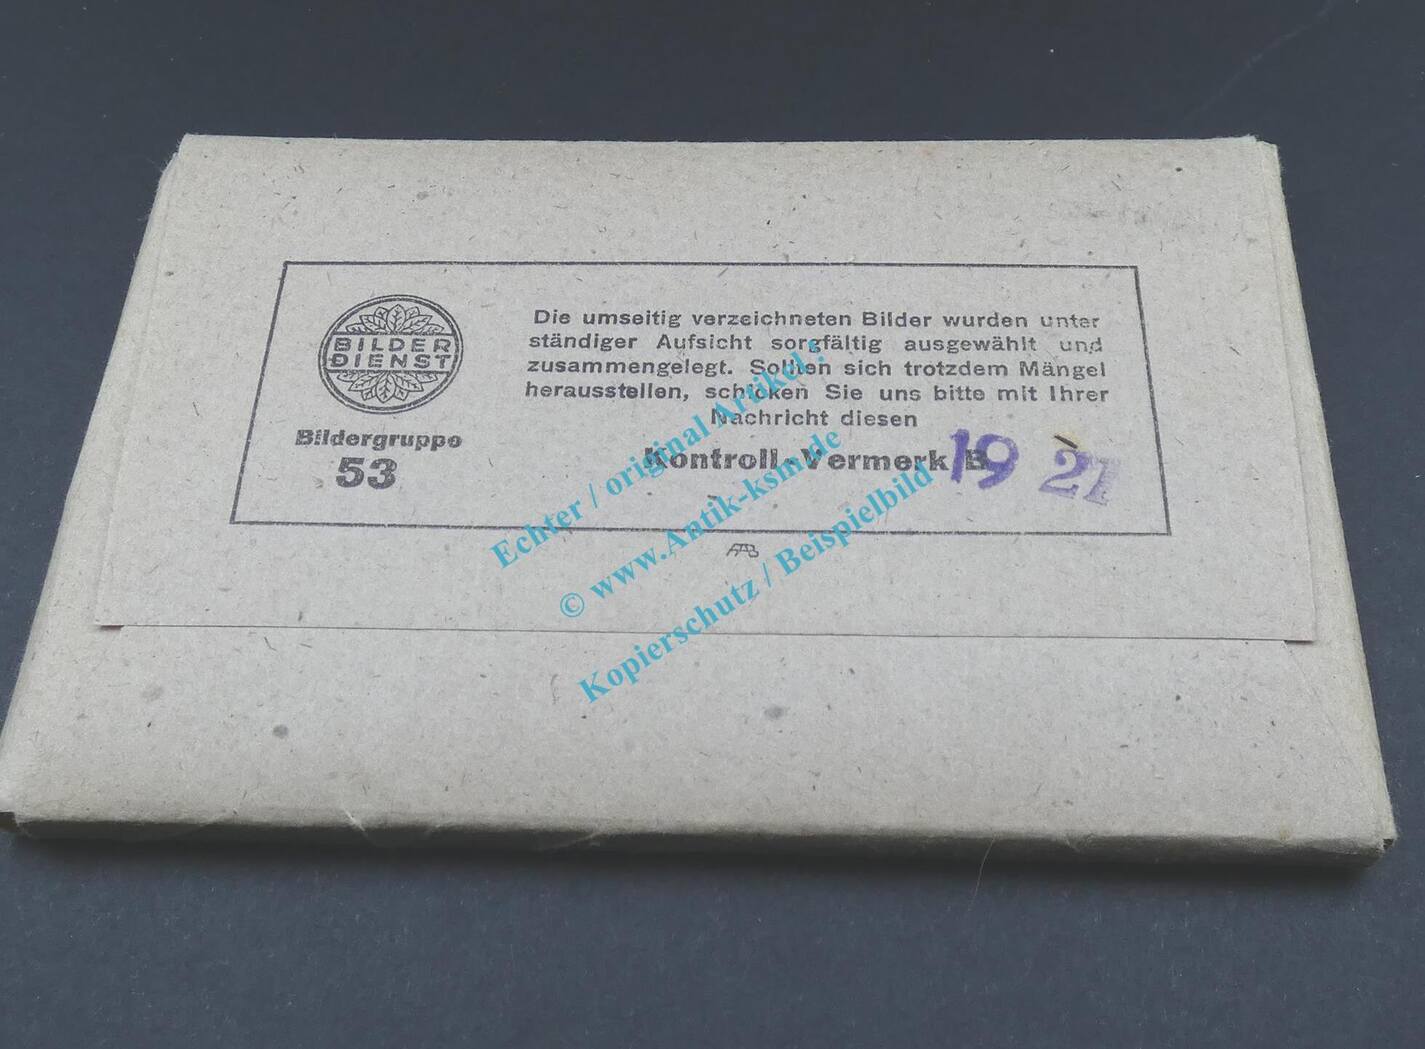 BILDER
DIENST
Bildergruppe
53
Die umseitig verzeichneten Bilder wurden unter
ständiger Aufsicht sorgfältig ausgewählt und
zusammengelegt. Sollten sich trotzdem Mängel
herausstellen, schicken Sie uns bitte mit Ihrer
Nachricht diesen
Kontroll-Vermerk B
19 21
Echter / original Artikel !
© www.Antik-ksm.de
Kopierschutz / Beispielbild